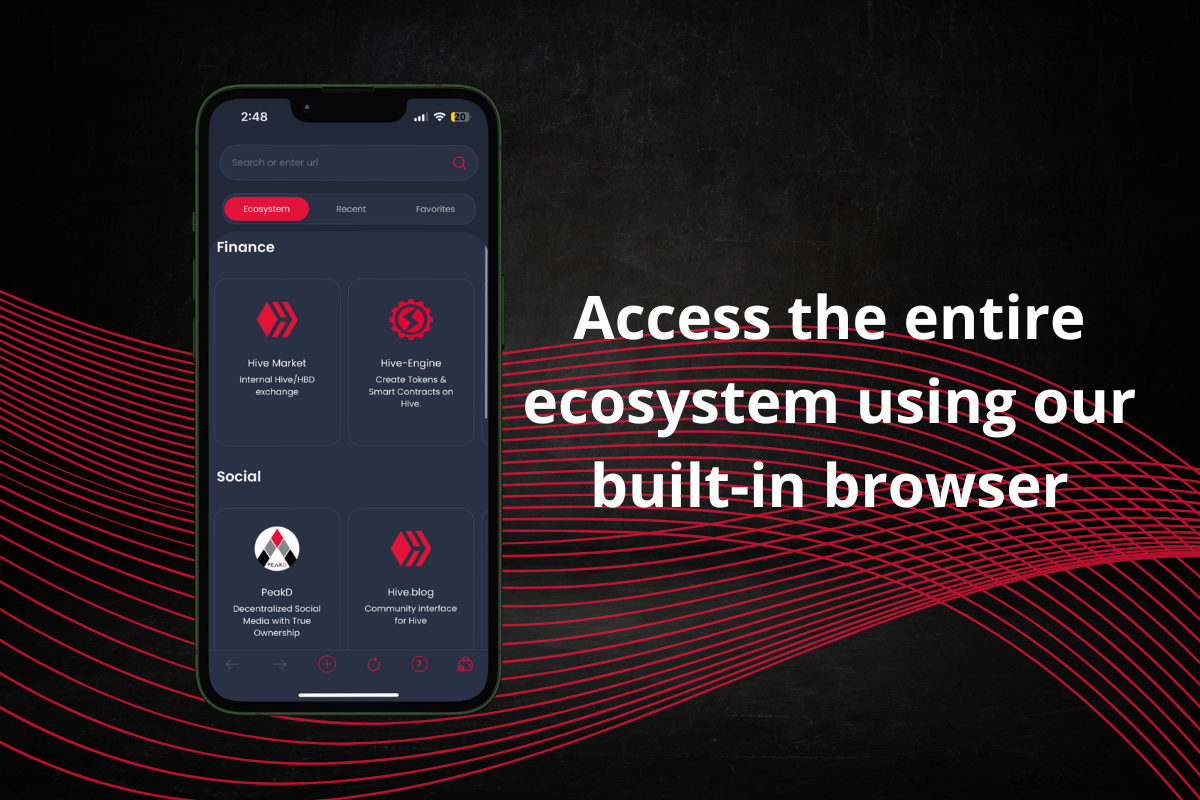 2:48
20
Search or enter url
Ecosystem Recent Favorites
Finance
Hive Market
Internal Hive/HBD
exchange
Hive-Engine
Create Tokens &
Smart Contracts on
Hive.
Social
PEAKD
PeakD
Decentralized Social
Media with True
Ownership
Hive.blog
Community interface
for Hive
7
Access the entire
ecosystem using our
built-in browser